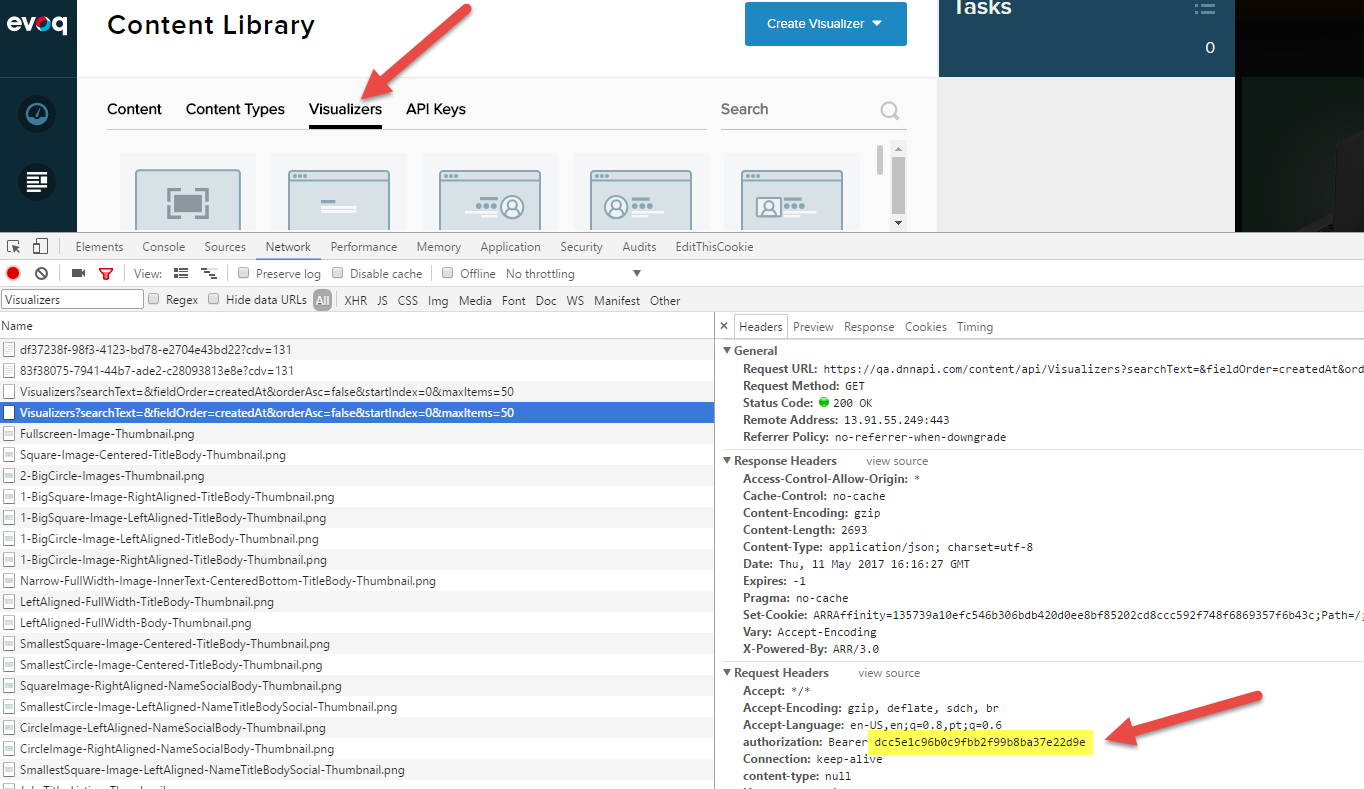 evoq
Content Library
Create Visualizer
Tasks
0
Content Content Types Visualizers API Keys
Search
Elements Console Sources Network Performance Memory Application Security Audits EditThisCookie
View: Preserve log Disable cache Offline No throttling
Visualizers Regex Hide data URLs All XHR JS CSS Img Media Font Doc WS Manifest Other
Name
df37238f-98f3-4123-bd78-e2704e43bd22?cdv=131
83f38075-7941-44b7-ade2-c28093813e8e?cdv=131
Visualizers?searchText=&fieldOrder=createdAt&orderAsc=false&startIndex=0&maxItems=50
Visualizers?searchText=&fieldOrder=createdAt&orderAsc=false&startIndex=0&maxItems=50
Fullscreen-Image-Thumbnail.png
Square-Image-Centered-TitleBody-Thumbnail.png
2-BigCircle-Images-Thumbnail.png
1-BigSquare-Image-RightAligned-TitleBody-Thumbnail.png
1-BigSquare-Image-LeftAligned-TitleBody-Thumbnail.png
1-BigCircle-Image-LeftAligned-TitleBody-Thumbnail.png
1-BigCircle-Image-RightAligned-TitleBody-Thumbnail.png
Narrow-FullWidth-Image-InnerText-CenteredBottom-TitleBody-Thumbnail.png
LeftAligned-FullWidth-TitleBody-Thumbnail.png
LeftAligned-FullWidth-Body-Thumbnail.png
SmallestSquare-Image-Centered-TitleBody-Thumbnail.png
SmallestCircle-Image-Centered-TitleBody-Thumbnail.png
SquareImage-RightAligned-NameSocialBody-Thumbnail.png
SmallestCircle-Image-LeftAligned-NameTitleBodySocial-Thumbnail.png
CircleImage-LeftAligned-NameSocialBody-Thumbnail.png
CircleImage-RightAligned-NameSocialBody-Thumbnail.png
SmallestSquare-Image-LeftAligned-NameTitleBodySocial-Thumbnail.png
× Headers Preview Response Cookies Timing
General
Request URL: https://qa.dnnapi.com/content/api/Visualizers?searchText=&fieldOrder=createdAt&ord
Request Method: GET
Status Code: 200 OK
Remote Address: 13.91.55.249:443
Referrer Policy: no-referrer-when-downgrade
Response Headers view source
Access-Control-Allow-Origin: *
Cache-Control: no-cache
Content-Encoding: gzip
Content-Length: 2693
Content-Type: application/json; charset=utf-8
Date: Thu, 11 May 2017 16:16:27 GMT
Expires: -1
Pragma: no-cache
Set-Cookie: ARRAffinity=135739a10efc546b306bdb420d0ee8bf85202cd8ccc592f748f6869357f6b43c;Path=/;
Vary: Accept-Encoding
X-Powered-By: ARR/3.0
Request Headers view source
Accept: */*
Accept-Encoding: gzip, deflate, sdch, br
Accept-Language: en-US,en;q=0.8,pt;q=0.6
authorization: Bearer dcc5e1c96b0c9fbb2f99b8ba37e22d9e
Connection: keep-alive
content-type: null